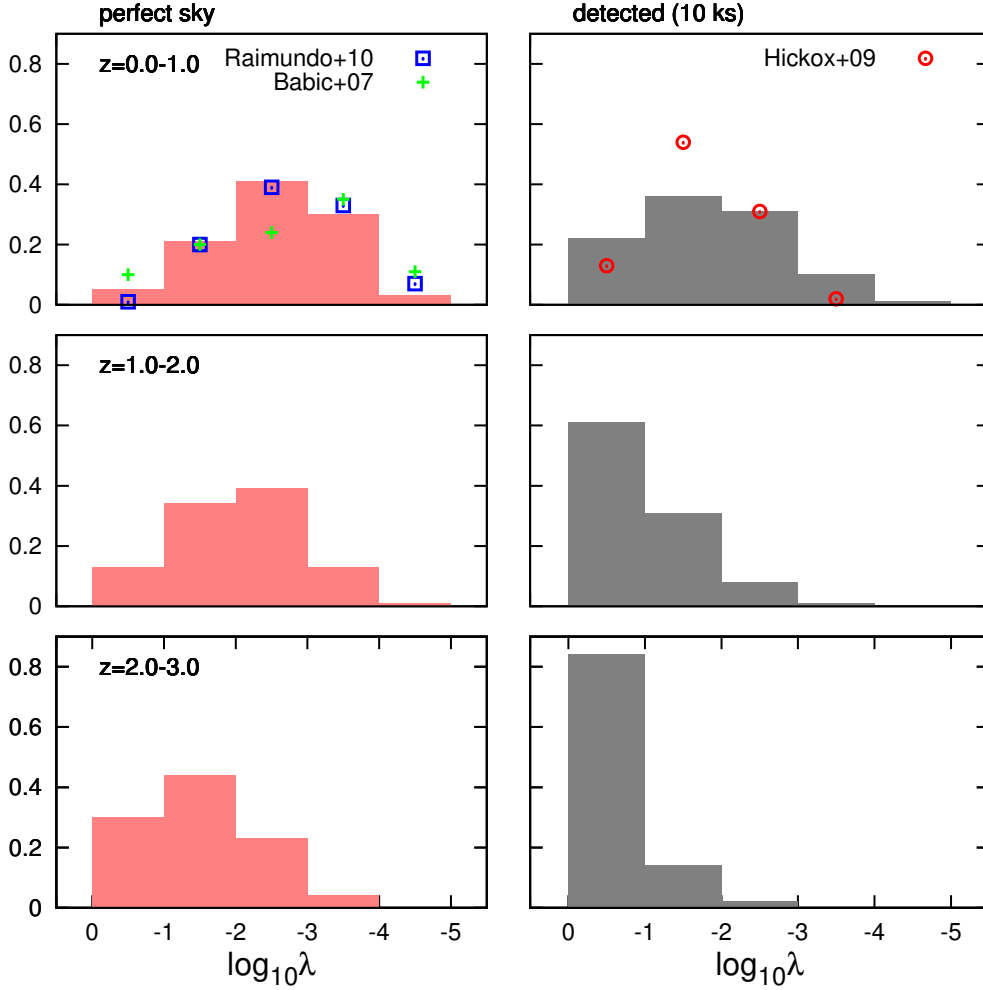 perfect sky
detected (10 ks)
z=0.0-1.0
Raimundo+10
Babic+07
Hickox+09
0.8
0.6
0.4
0.2
0
z=1.0-2.0
0.8
0.6
0.4
0.2
0
z=2.0-3.0
0.8
0.6
0.4
0.2
0
0 -1 -2 -3 -4 -5
0 -1 -2 -3 -4 -5
log₁₀λ
log₁₀λ